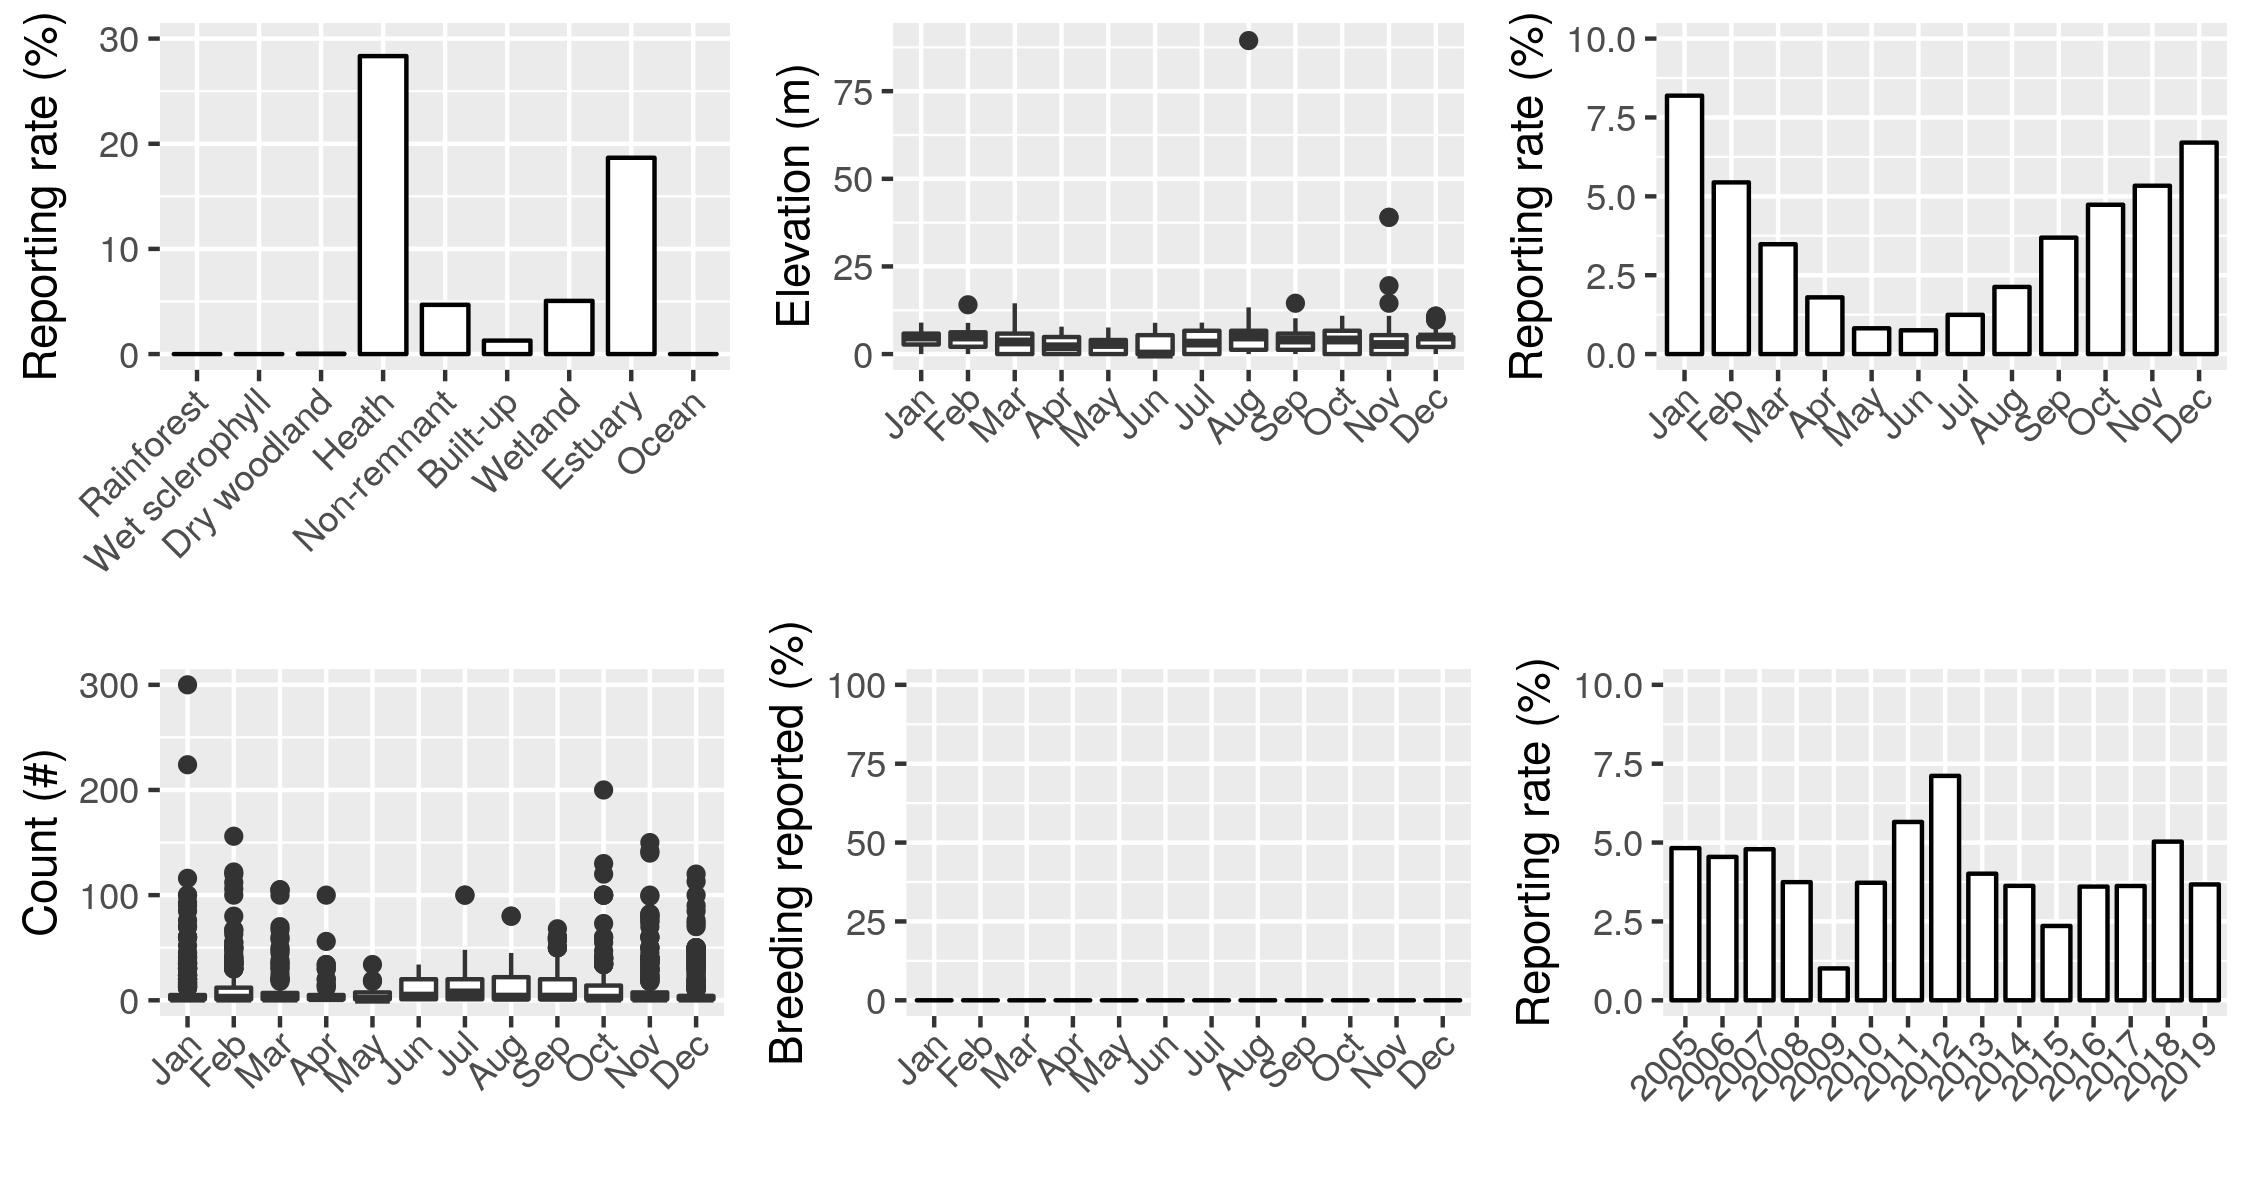 Reporting rate (%)
30
20
10
0
Rainforest
Wet sclerophyll
Dry woodland
Heath
Non-remnant
Built-up
Wetland
Estuary
Ocean
Elevation (m)
75
50
25
0
Jan Feb Mar Apr May Jun Jul Aug Sep Oct Nov Dec
Reporting rate (%)
10.0
7.5
5.0
2.5
0.0
Jan Feb Mar Apr May Jun Jul Aug Sep Oct Nov Dec
Count (#)
300
200
100
0
Jan Feb Mar Apr May Jun Jul Aug Sep Oct Nov Dec
Breeding reported (%)
100
75
50
25
0
Jan Feb Mar Apr May Jun Jul Aug Sep Oct Nov Dec
Reporting rate (%)
10.0
7.5
5.0
2.5
0.0
2005 2006 2007 2008 2009 2010 2011 2012 2013 2014 2015 2016 2017 2018 2019